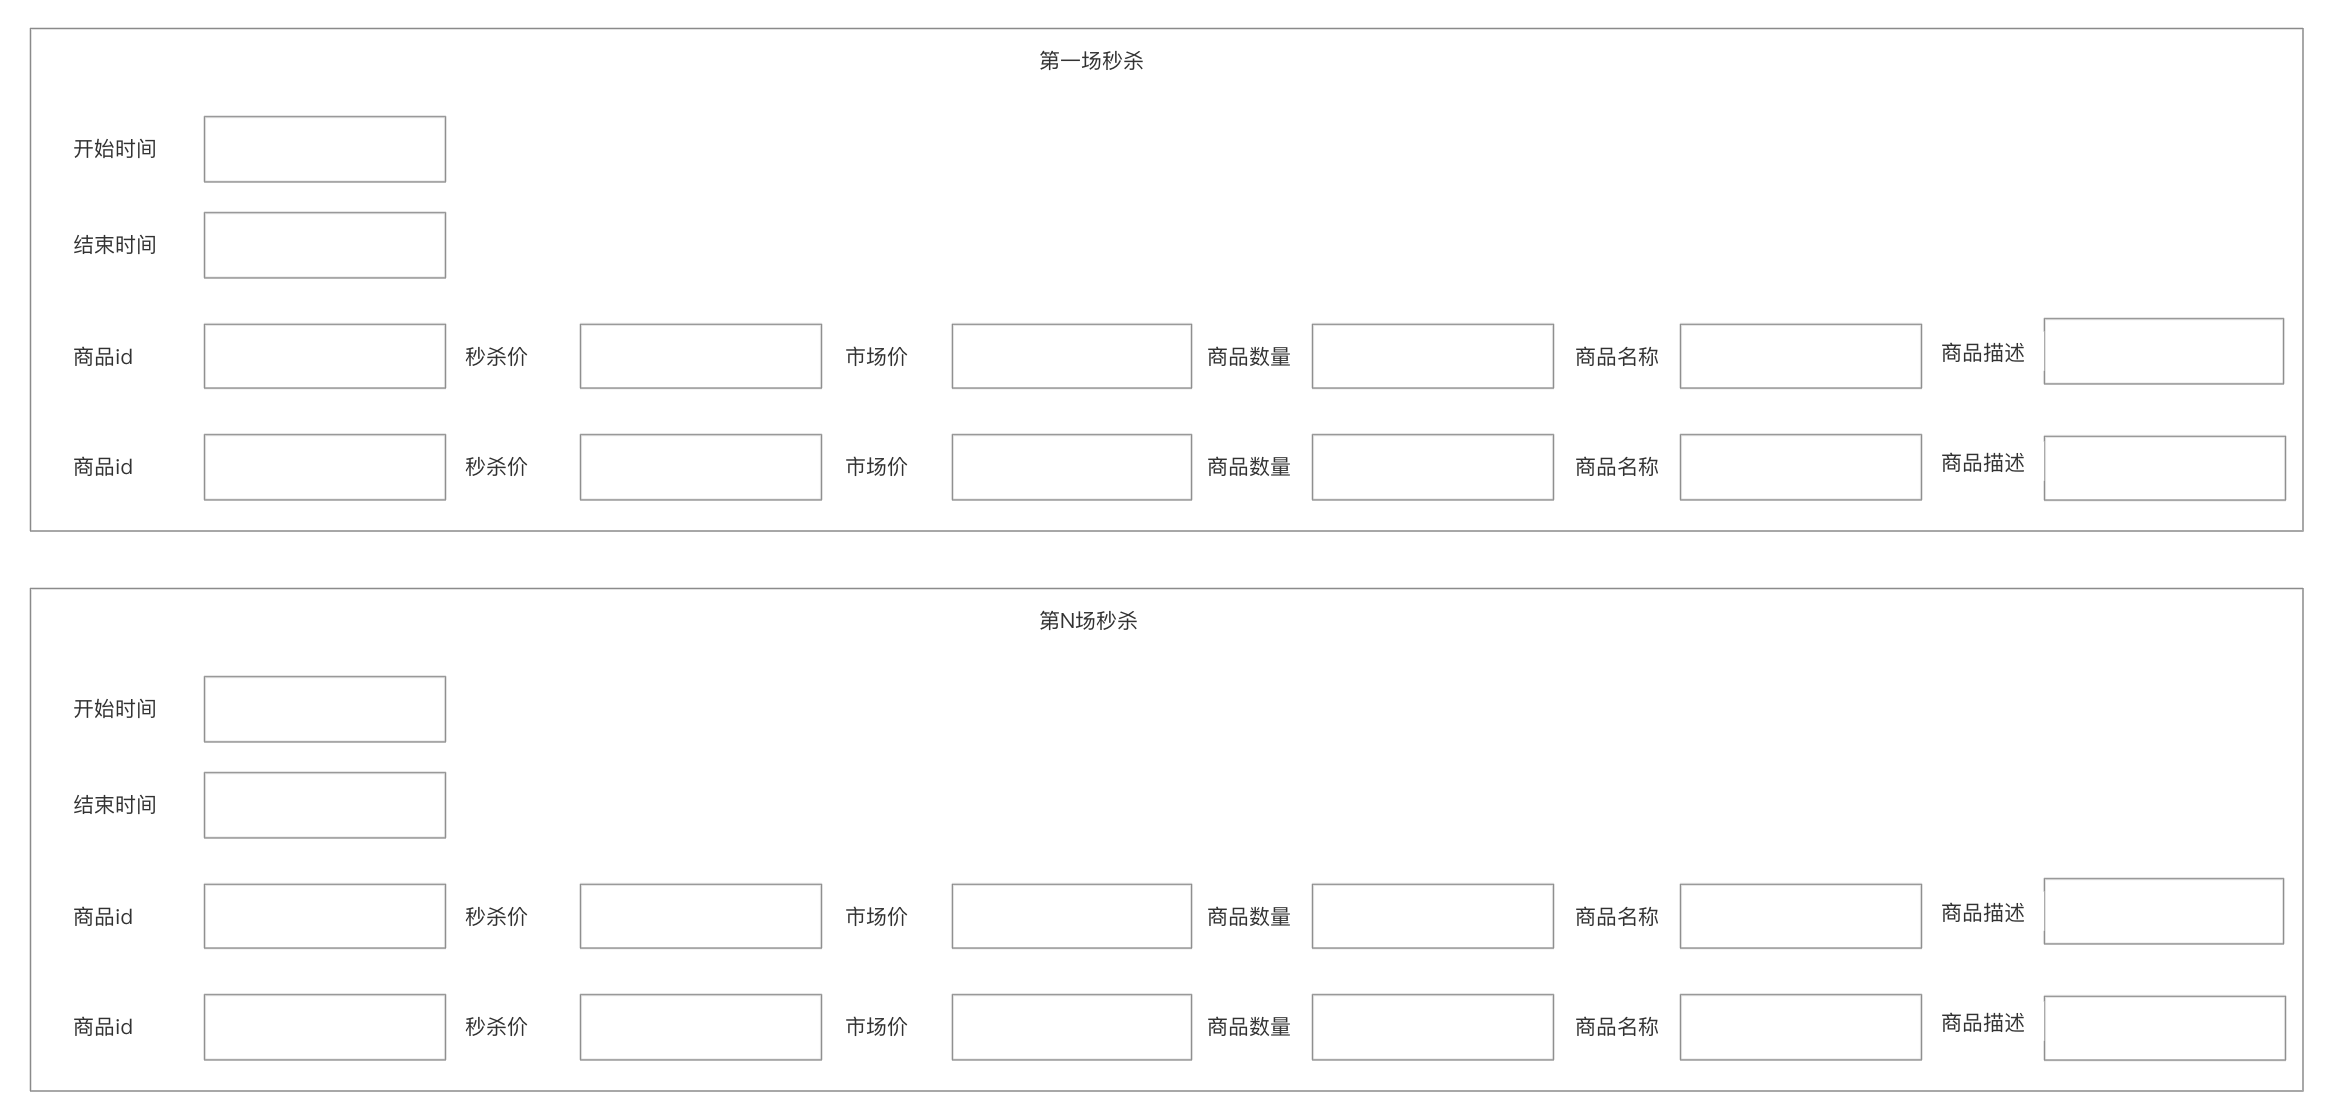 第一场秒杀
开始时间
结束时间
商品id 秒杀价 市场价 商品数量 商品名称 商品描述
商品id 秒杀价 市场价 商品数量 商品名称 商品描述
第N场秒杀
开始时间
结束时间
商品id 秒杀价 市场价 商品数量 商品名称 商品描述
商品id 秒杀价 市场价 商品数量 商品名称 商品描述